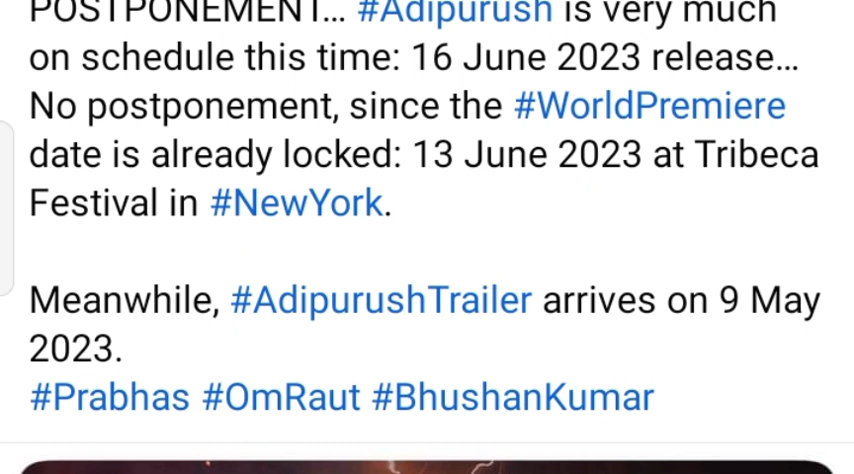 POSTPONEMENT... #Adipurush is very much
on schedule this time: 16 June 2023 release...
No postponement, since the #WorldPremiere
date is already locked: 13 June 2023 at Tribeca
Festival in #NewYork.
Meanwhile, #AdipurushTrailer arrives on 9 May
2023.
#Prabhas #OmRaut #BhushanKumar